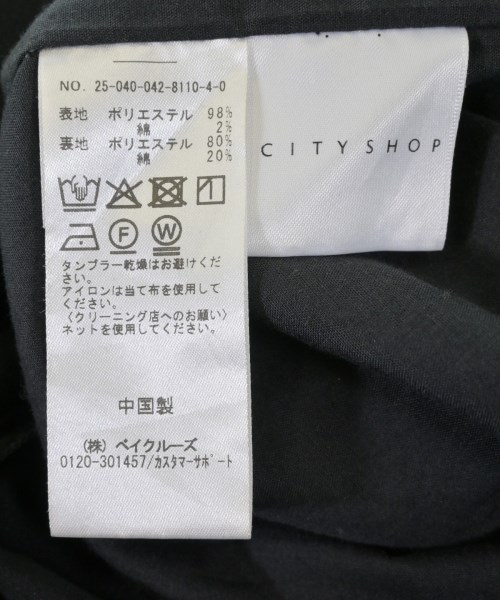 NO. 25-040-042-8110-4-0
表地 ポリエステル 98%
綿 2%
裏地 ポリエステル 80%
綿 20%
CITY SHOP
F
W
タンブラー乾燥はお避けくだ
さい。
アイロンは当て布を使用して
ください。
〈クリーニング店へのお願い〉
ネットを使用してください。
中国製
(株) ベイクルーズ
0120-301457/カスタマーサポート